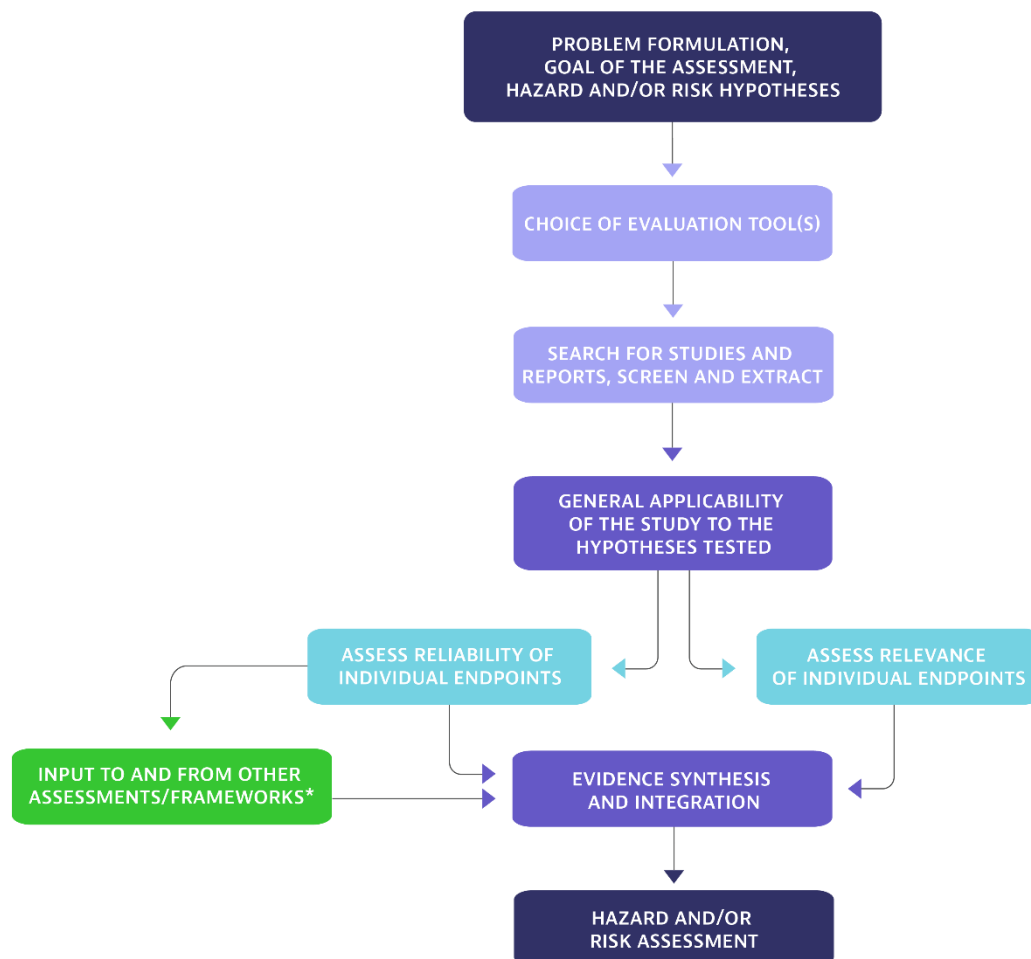 PROBLEM FORMULATION,
GOAL OF THE ASSESSMENT,
HAZARD AND/OR RISK HYPOTHESES
CHOICE OF EVALUATION TOOL(S)
SEARCH FOR STUDIES AND
REPORTS, SCREEN AND EXTRACT
GENERAL APPLICABILITY
OF THE STUDY TO THE
HYPOTHESES TESTED
ASSESS RELIABILITY OF
INDIVIDUAL ENDPOINTS
ASSESS RELEVANCE
OF INDIVIDUAL ENDPOINTS
INPUT TO AND FROM OTHER
ASSESSMENTS/FRAMEWORKS*
EVIDENCE SYNTHESIS
AND INTEGRATION
HAZARD AND/OR
RISK ASSESSMENT